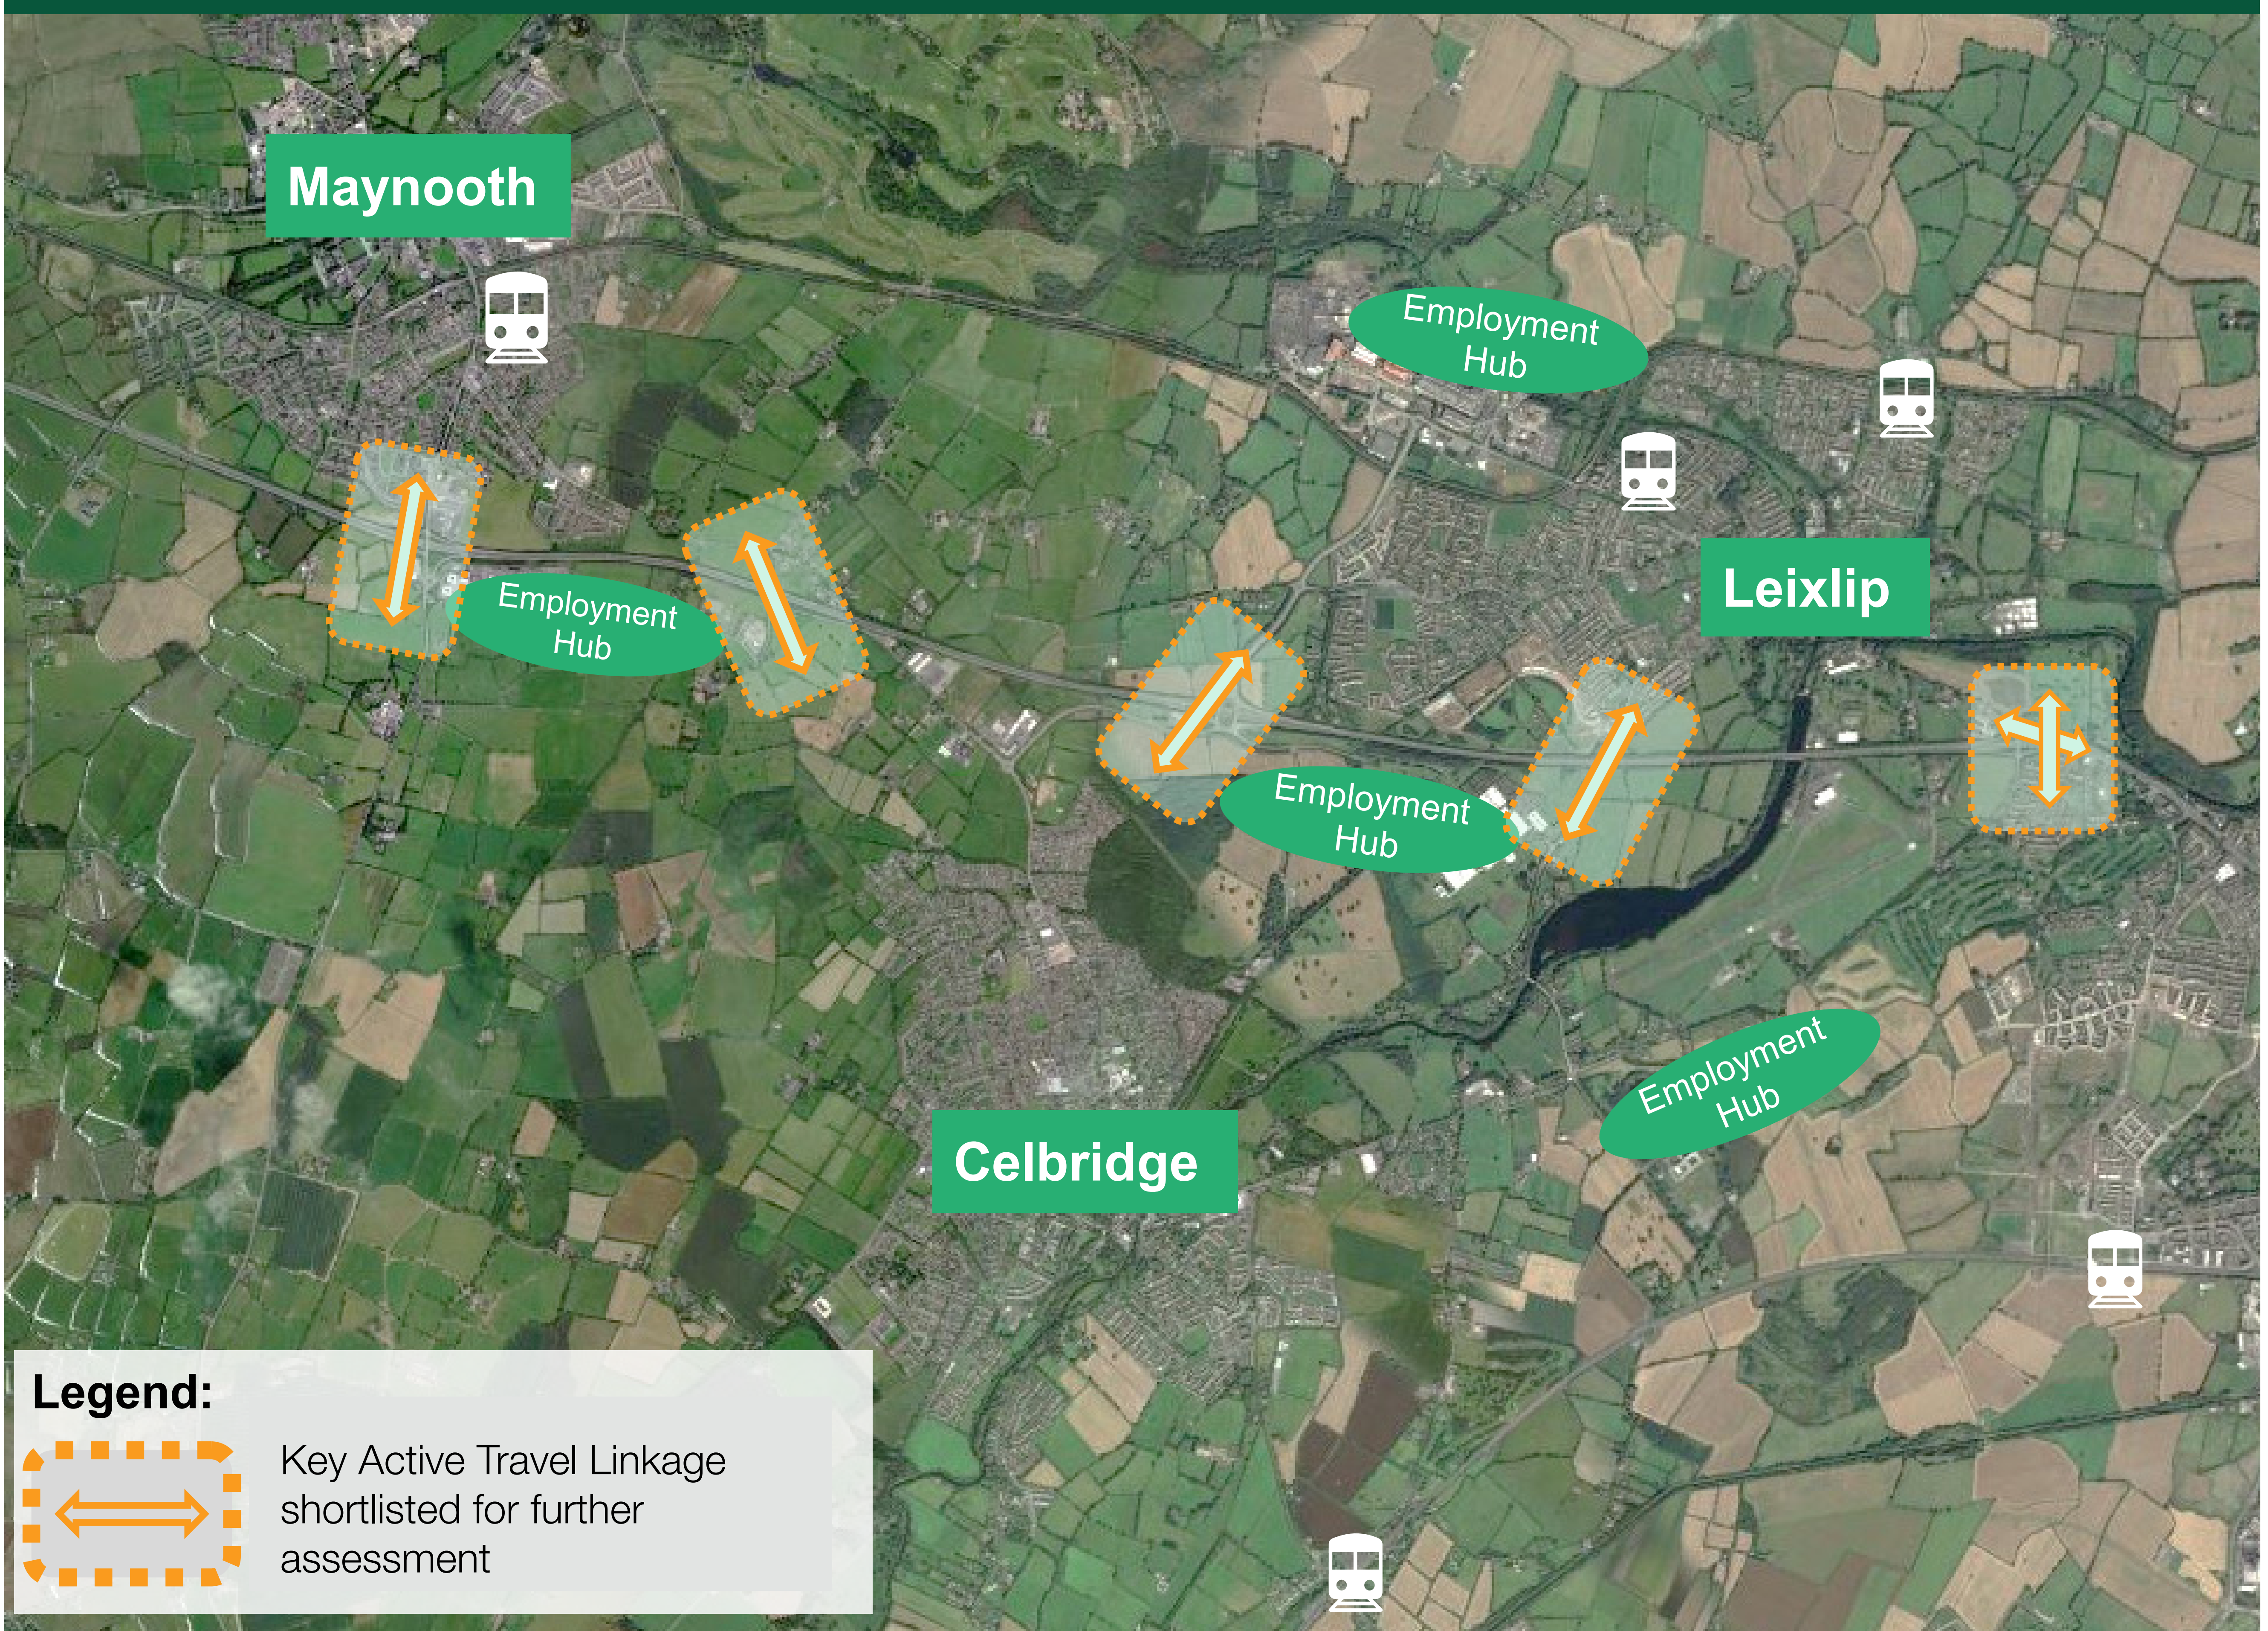 Maynooth
Employment
Hub
Employment
Hub
Leixlip
Employment
Hub
Employment
Hub
Celbridge
Legend:
Key Active Travel Linkage
shortlisted for further
assessment